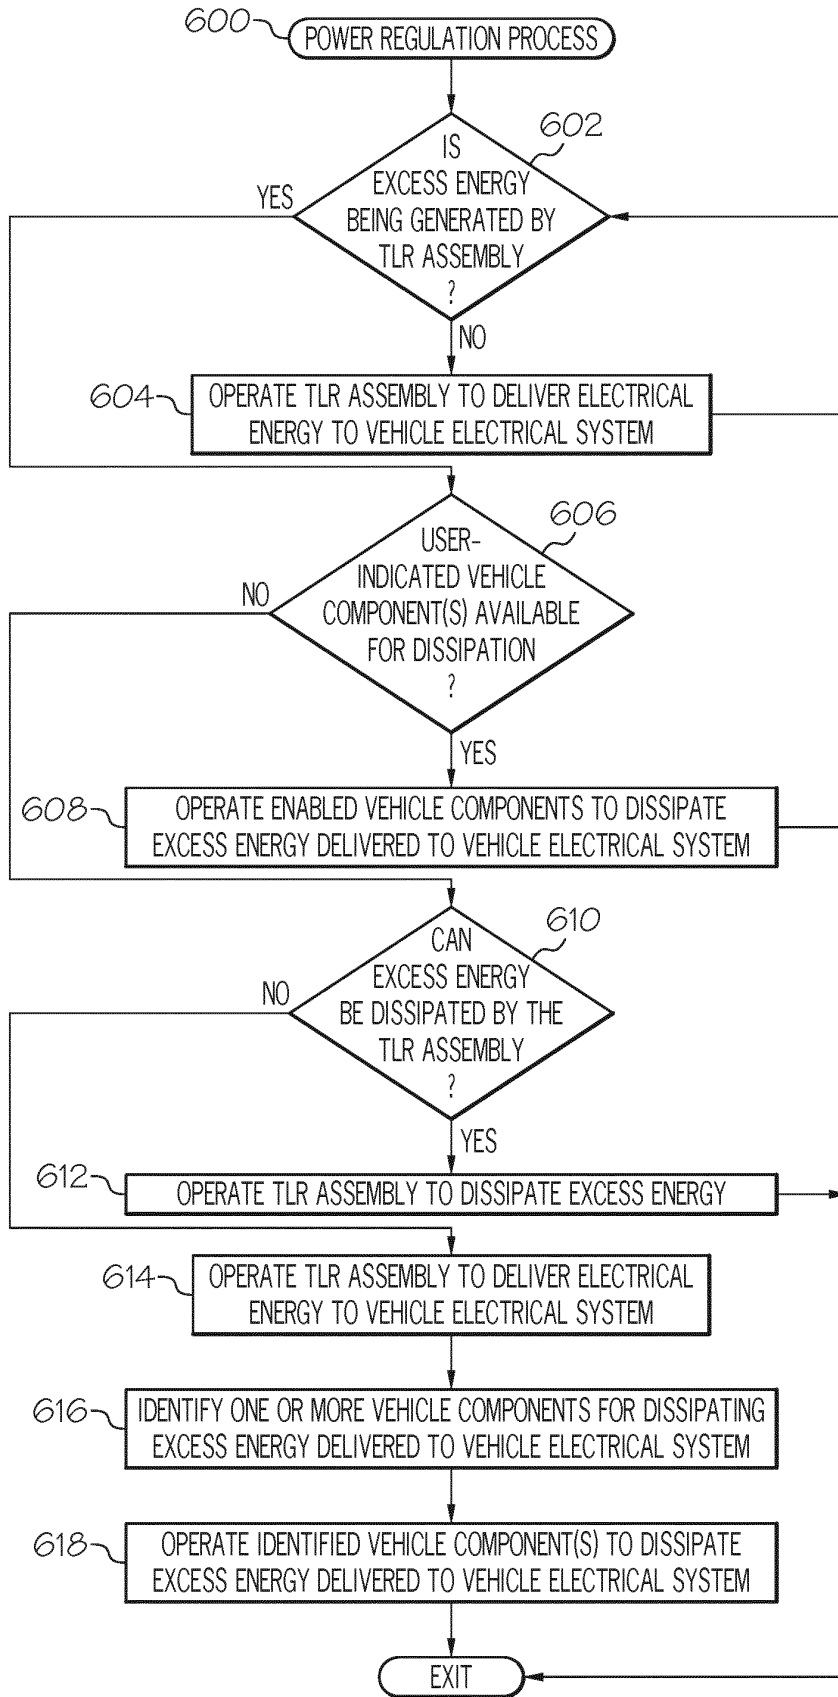 600
POWER REGULATION PROCESS
602
IS
EXCESS ENERGY
BEING GENERATED BY
TLR ASSEMBLY
?
YES
NO
604
OPERATE TLR ASSEMBLY TO DELIVER ELECTRICAL
ENERGY TO VEHICLE ELECTRICAL SYSTEM
606
USER-
INDICATED VEHICLE
COMPONENT(S) AVAILABLE
FOR DISSIPATION
?
NO
YES
608
OPERATE ENABLED VEHICLE COMPONENTS TO DISSIPATE
EXCESS ENERGY DELIVERED TO VEHICLE ELECTRICAL SYSTEM
610
CAN
EXCESS ENERGY
BE DISSIPATED BY THE
TLR ASSEMBLY
?
NO
YES
612
OPERATE TLR ASSEMBLY TO DISSIPATE EXCESS ENERGY
614
OPERATE TLR ASSEMBLY TO DELIVER ELECTRICAL
ENERGY TO VEHICLE ELECTRICAL SYSTEM
616
IDENTIFY ONE OR MORE VEHICLE COMPONENTS FOR DISSIPATING
EXCESS ENERGY DELIVERED TO VEHICLE ELECTRICAL SYSTEM
618
OPERATE IDENTIFIED VEHICLE COMPONENT(S) TO DISSIPATE
EXCESS ENERGY DELIVERED TO VEHICLE ELECTRICAL SYSTEM
EXIT